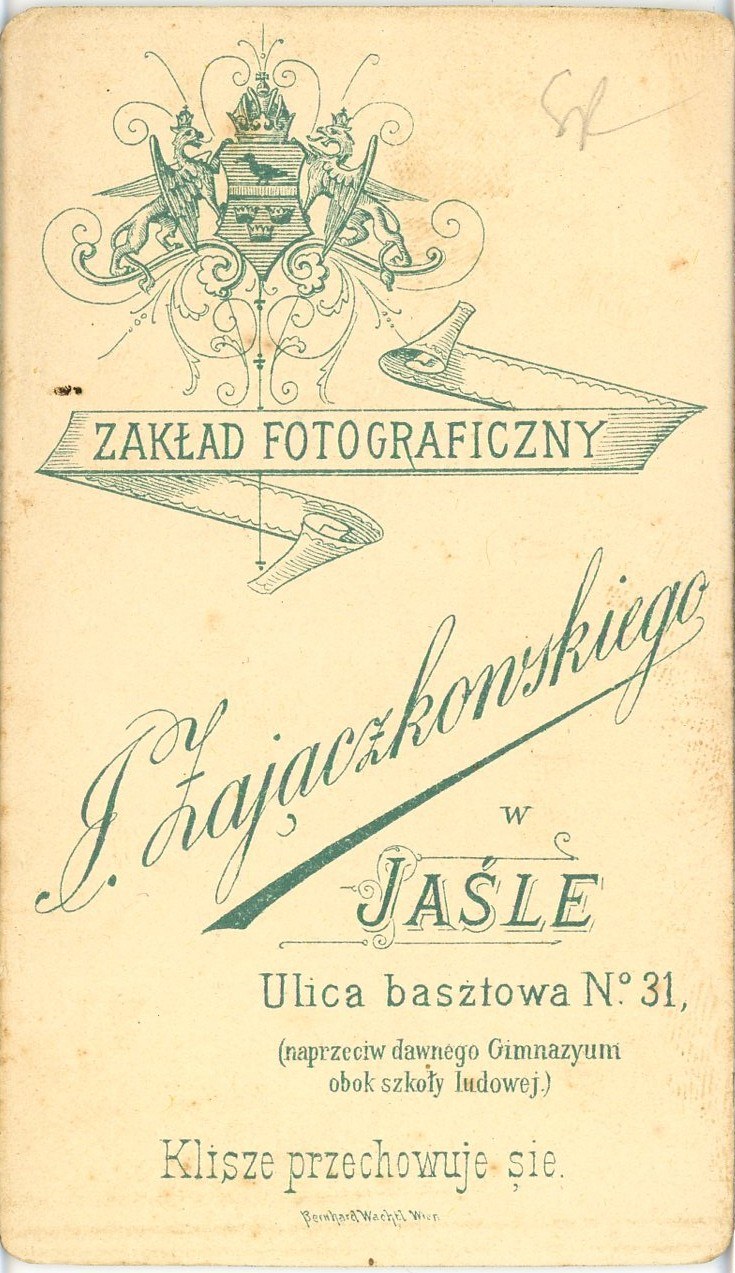 ZAKŁAD FOTOGRAFICZNY
J. Zajączkowskiego
w
JAŚLE
Ulica basztowa N.º 31,
(naprzeciw dawnego Gimnazyum
obok szkoły ludowej.)
Klisze przechowuje się.
Bernhard Wachtl Wien